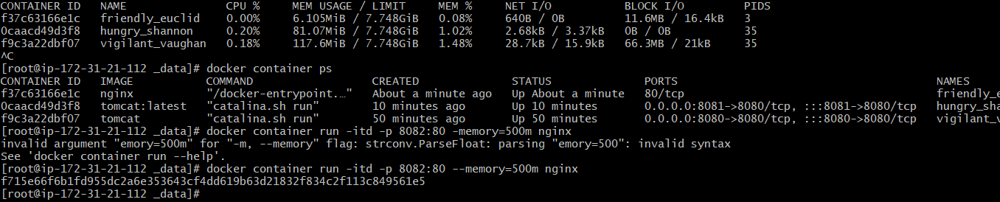 CONTAINER ID NAME CPU % MEM USAGE / LIMIT MEM % NET I/O BLOCK I/O PIDS
f37c63166e1c friendly_euclid 0.00% 6.105MiB / 7.748GiB 0.08% 640B / 0B 11.6MB / 16.4kB 3
0caacd49d3f8 hungry_shannon 0.20% 81.07MiB / 7.748GiB 1.02% 2.68kB / 3.37kB 0B / 0B 35
f9c3a22dbf07 vigilant_vaughan 0.18% 117.6MiB / 7.748GiB 1.48% 28.7kB / 15.9kB 66.3MB / 21kB 35
^C
[root@ip-172-31-21-112 _data]# docker container ps
CONTAINER ID IMAGE COMMAND CREATED STATUS PORTS NAMES
f37c63166e1c nginx "/docker-entrypoint.…" About a minute ago Up About a minute 80/tcp friendly_e
0caacd49d3f8 tomcat:latest "catalina.sh run" 10 minutes ago Up 10 minutes 0.0.0.0:8081->8080/tcp, :::8081->8080/tcp hungry_sha
f9c3a22dbf07 tomcat "catalina.sh run" 50 minutes ago Up 50 minutes 0.0.0.0:8080->8080/tcp, :::8080->8080/tcp vigilant_v
[root@ip-172-31-21-112 _data]# docker container run -itd -p 8082:80 -memory=500m nginx
invalid argument "emory=500m" for "-m, --memory" flag: strconv.ParseFloat: parsing "emory=500": invalid syntax
See 'docker container run --help'.
[root@ip-172-31-21-112 _data]# docker container run -itd -p 8082:80 --memory=500m nginx
f715e66f6b1fd955dc2a6e353643cf4dd619b63d21832f834c2f113c849561e5
[root@ip-172-31-21-112 _data]#